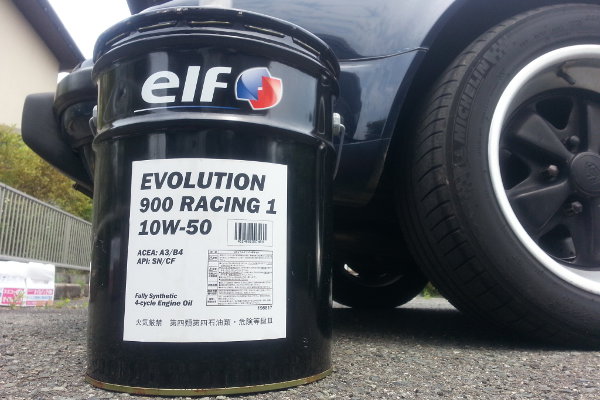 elf
EVOLUTION
900 RACING 1
10W-50
ACEA: A3/B4
API: SN/CF
Fully Synthetic
4-cycle Engine Oil
火気厳禁 第四類第四石油類・危険等級Ⅲ
MICHELIN